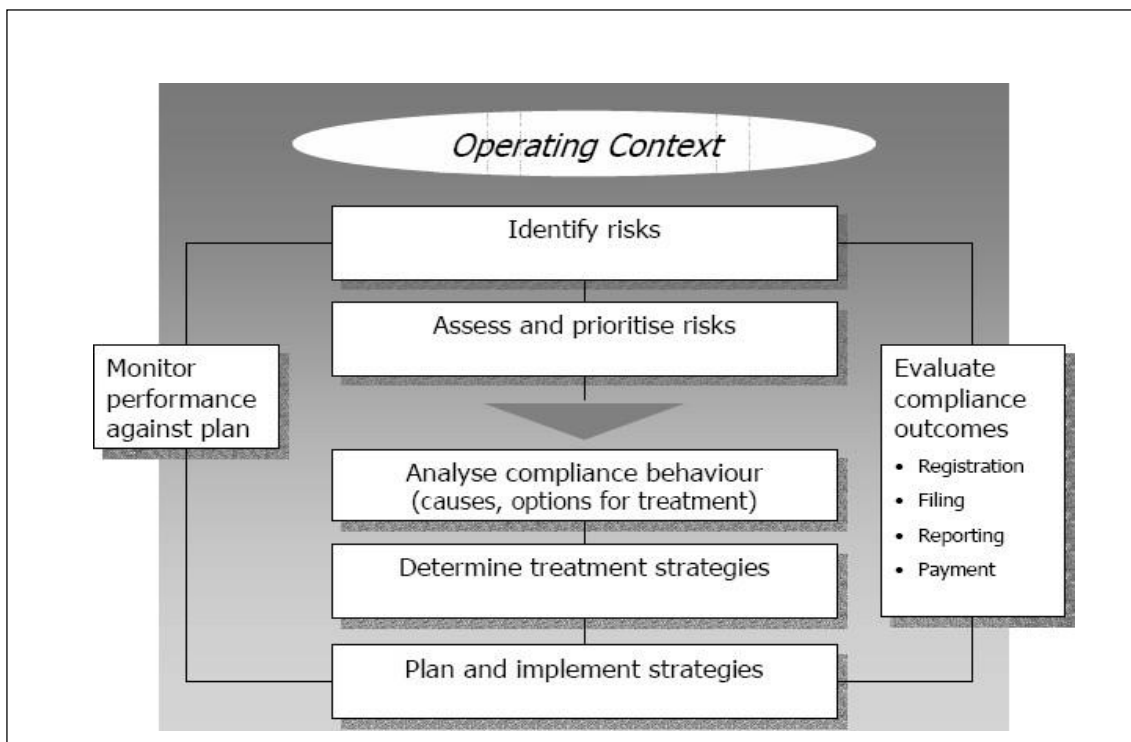 Operating Context
Identify risks
Assess and prioritise risks
Monitor
performance
against plan
Evaluate
compliance
outcomes
• Registration
• Filing
• Reporting
• Payment
Analyse compliance behaviour
(causes, options for treatment)
Determine treatment strategies
Plan and implement strategies